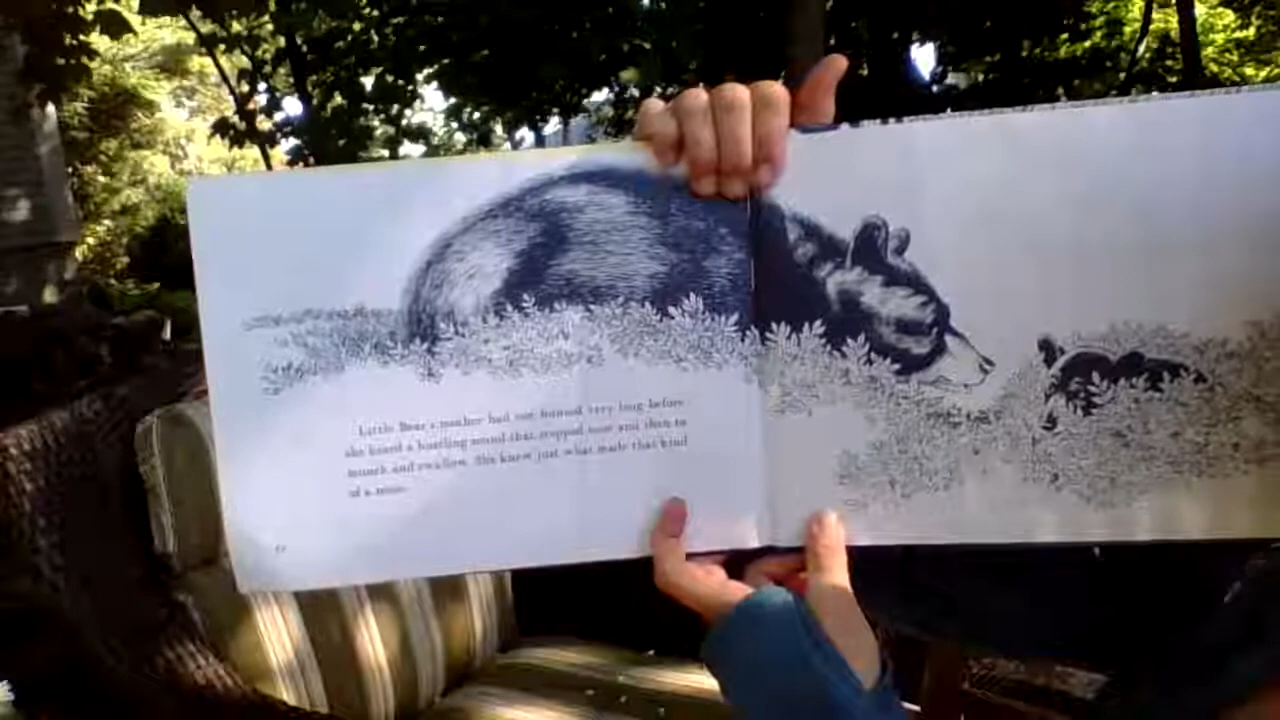 Little Bear's mother had not hunted very long before
she heard a hustling sound that stopped now and then to
munch and swallow. She knew just what made that kind
of a noise.